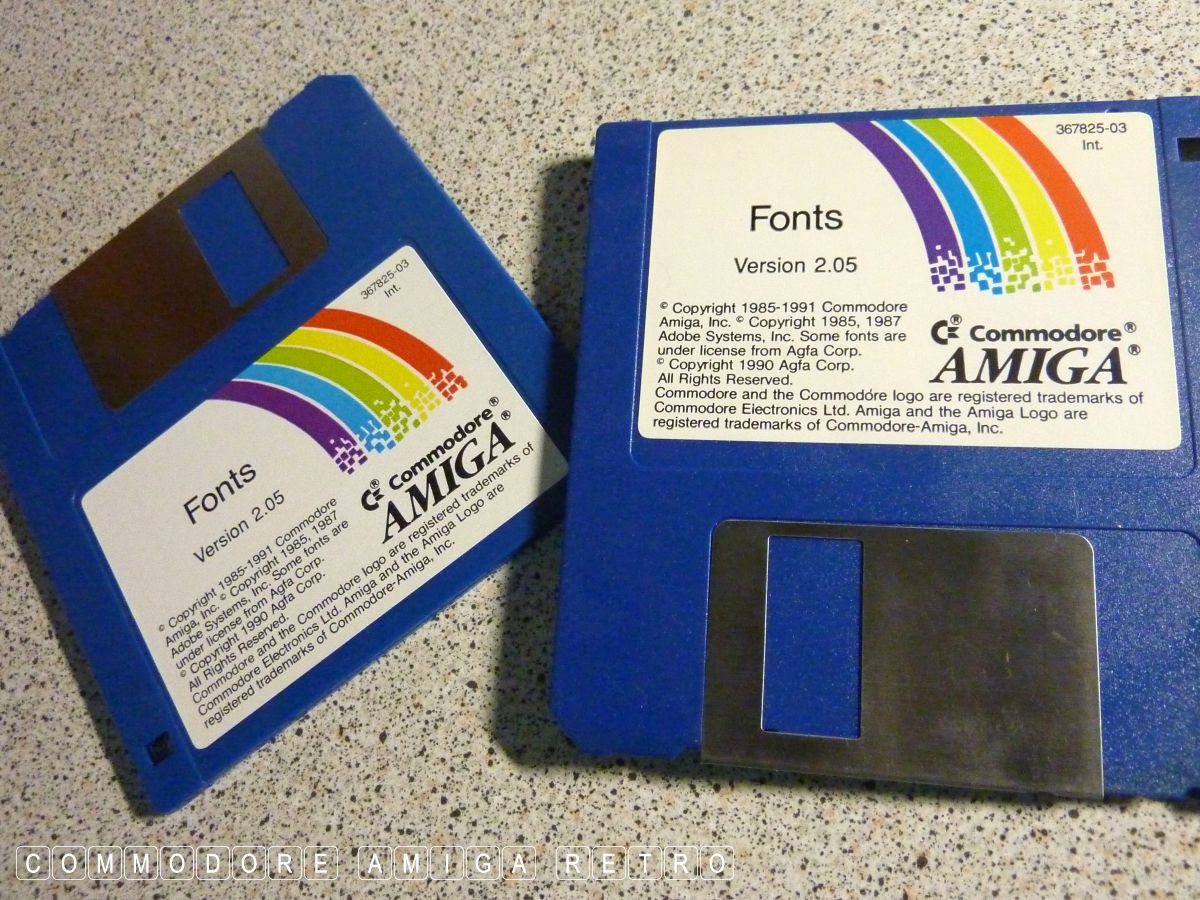 367825-03
Int.
Fonts
Version 2.05
© Copyright 1985-1991 Commodore
Amiga, Inc. © Copyright 1985, 1987
Adobe Systems, Inc. Some fonts are
under license from Agfa Corp.
© Copyright 1990 Agfa Corp.
All Rights Reserved.
Commodore and the Commodore logo are registered trademarks of
Commodore Electronics Ltd. Amiga and the Amiga Logo are
registered trademarks of Commodore-Amiga, Inc.
Commodore®
AMIGA®
367825-03
Int.
Fonts
Version 2.05
© Copyright 1985-1991 Commodore
Amiga, Inc. © Copyright 1985, 1987
Adobe Systems, Inc. Some fonts are
under license from Agfa Corp.
© Copyright 1990 Agfa Corp.
All Rights Reserved.
Commodore and the Commodore logo are registered trademarks of
Commodore Electronics Ltd. Amiga and the Amiga Logo are
registered trademarks of Commodore-Amiga, Inc.
®
Commodore®
AMIGA®
COMMODORE AMIGA RETRO